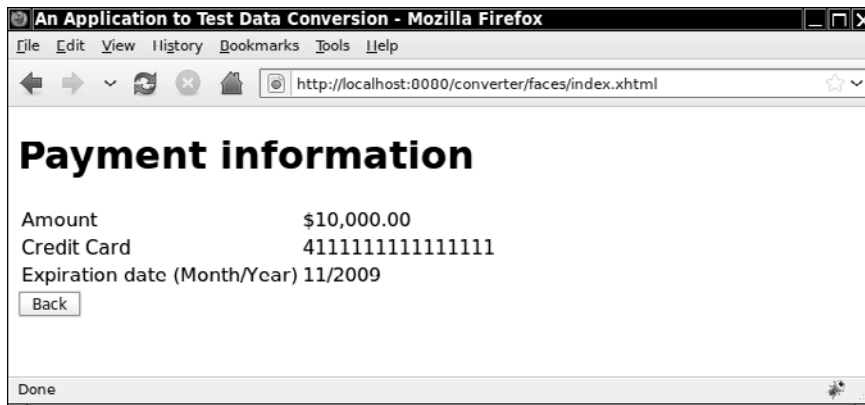 An Application to Test Data Conversion - Mozilla Firefox
File Edit View History Bookmarks Tools Help
http://localhost:8080/converter/faces/index.xhtml
Payment information
Amount $10,000.00
Credit Card 4111111111111111
Expiration date (Month/Year) 11/2009
Back
Done